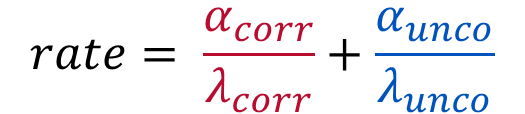 rate = α_corr / λ_corr + α_unco / λ_unco